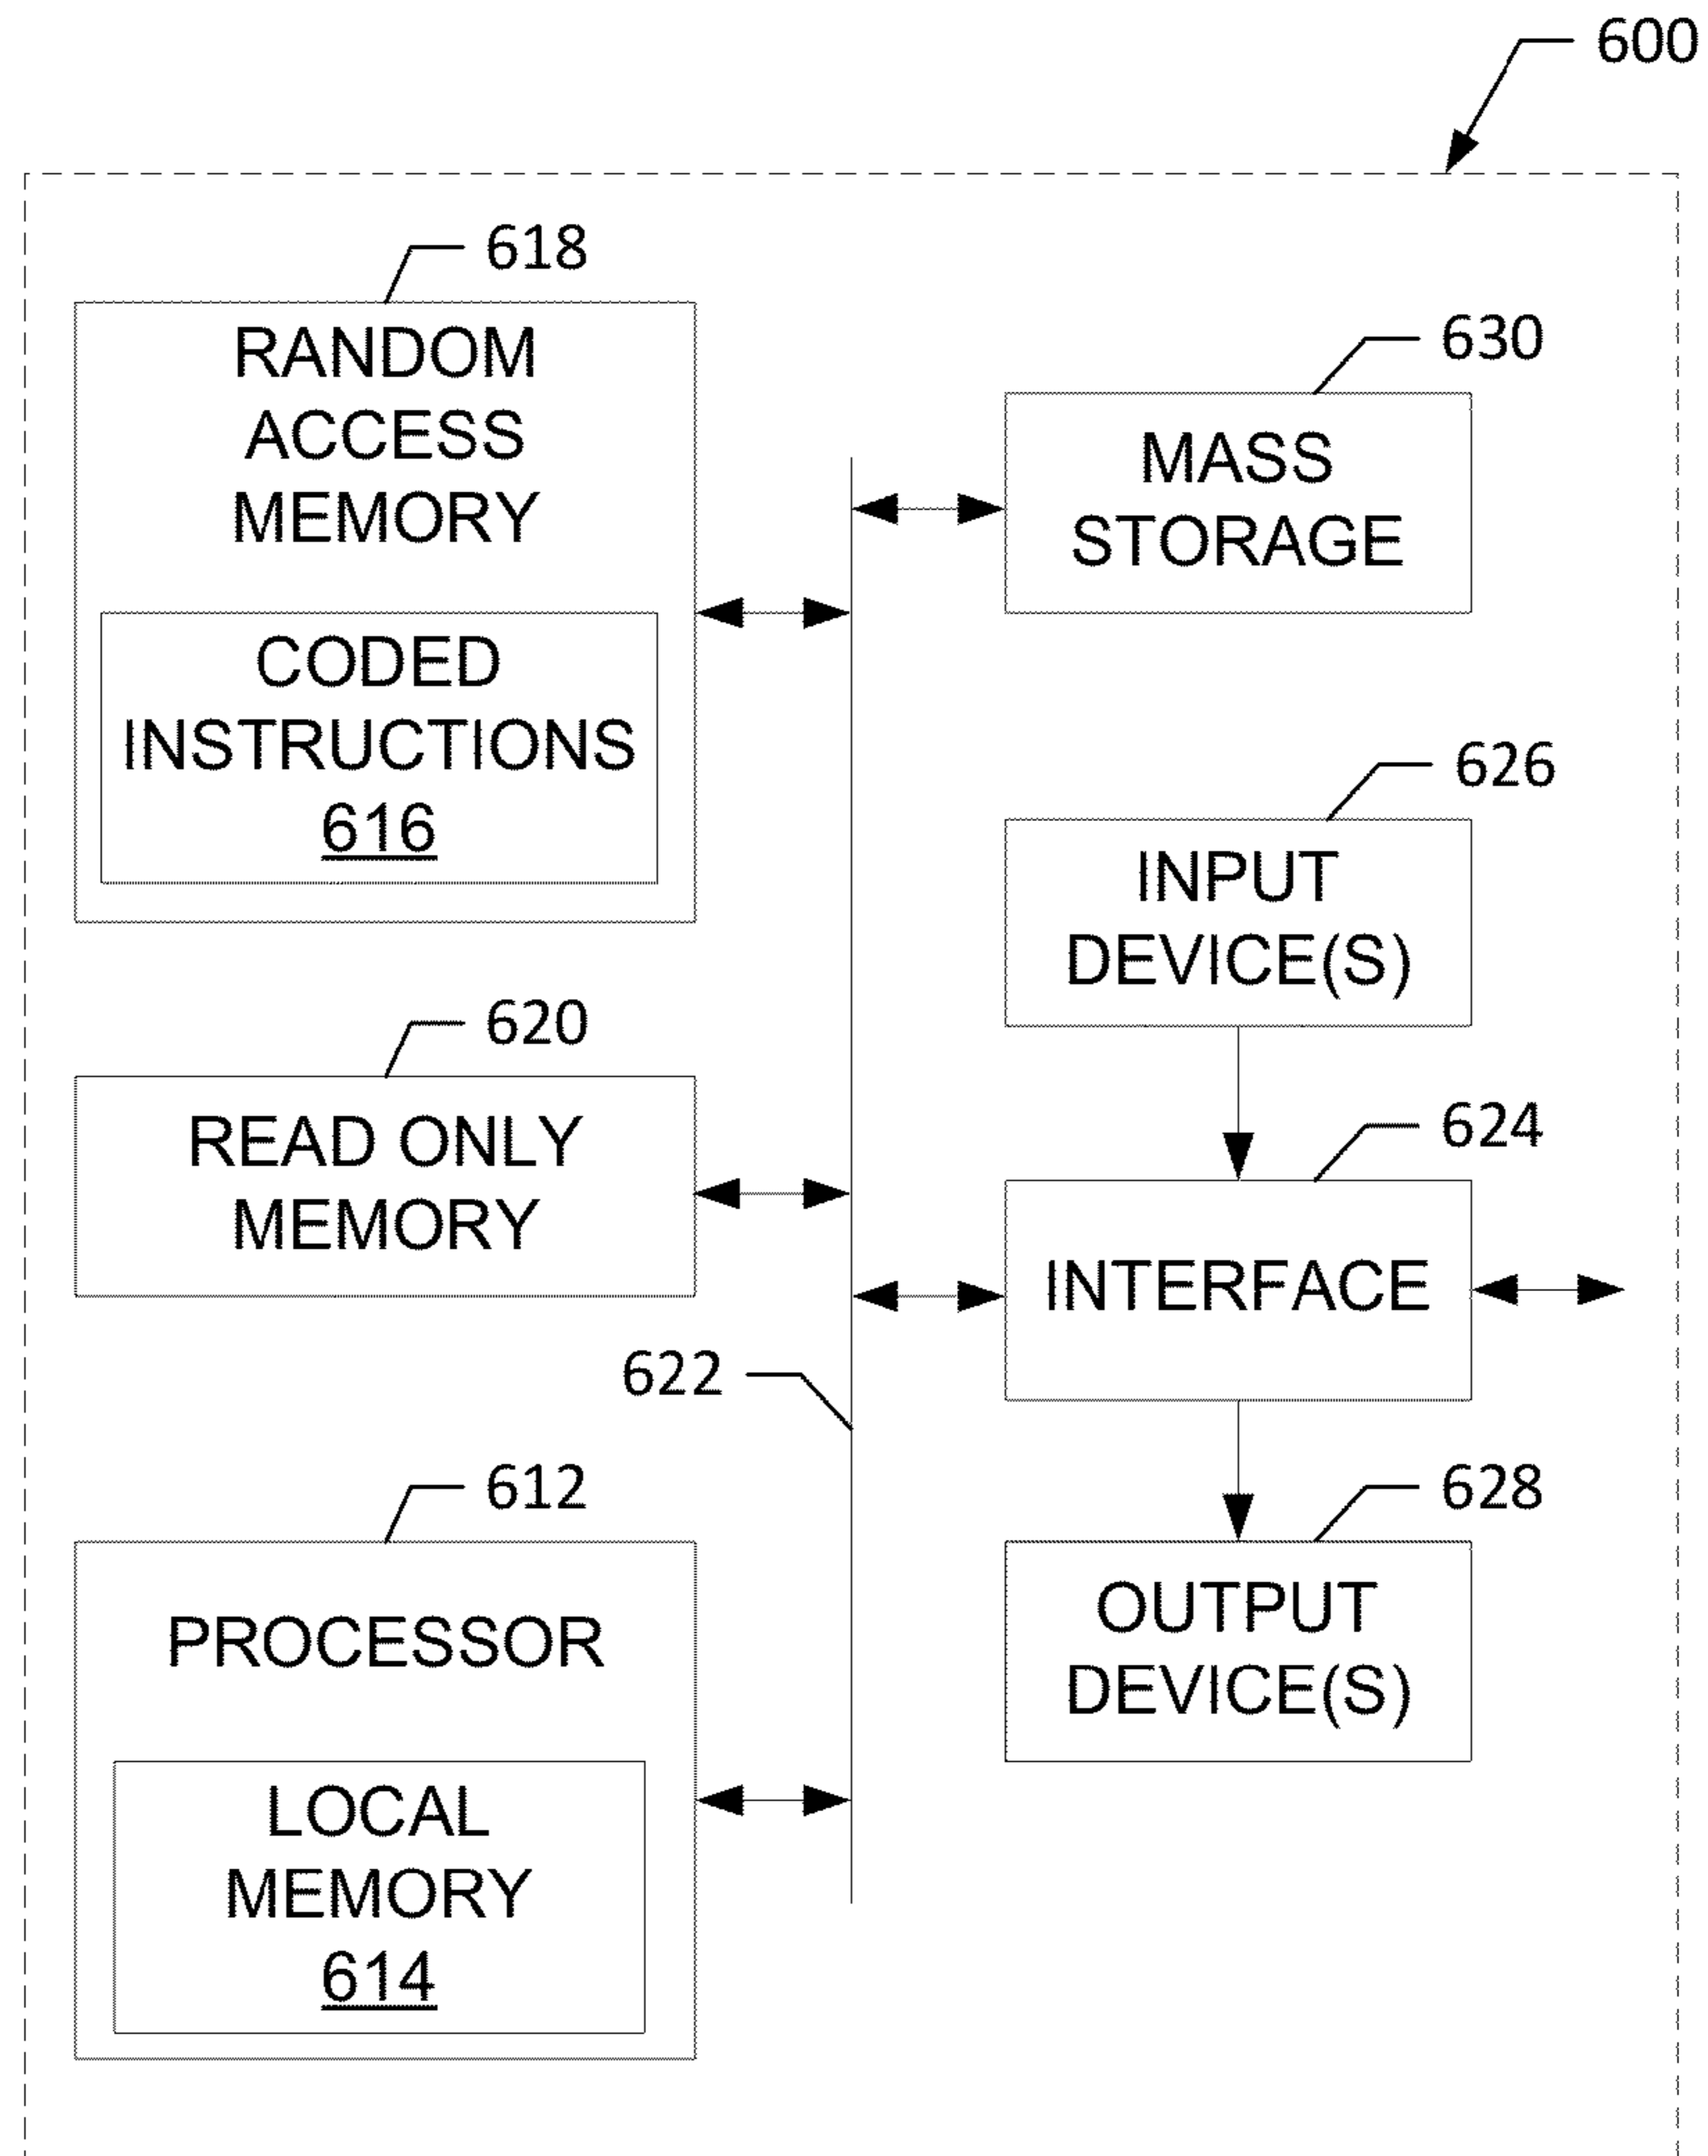 600
618
RANDOM
ACCESS
MEMORY
CODED
INSTRUCTIONS
616
630
MASS
STORAGE
626
INPUT
DEVICE(S)
620
READ ONLY
MEMORY
624
INTERFACE
622
612
PROCESSOR
LOCAL
MEMORY
614
628
OUTPUT
DEVICE(S)